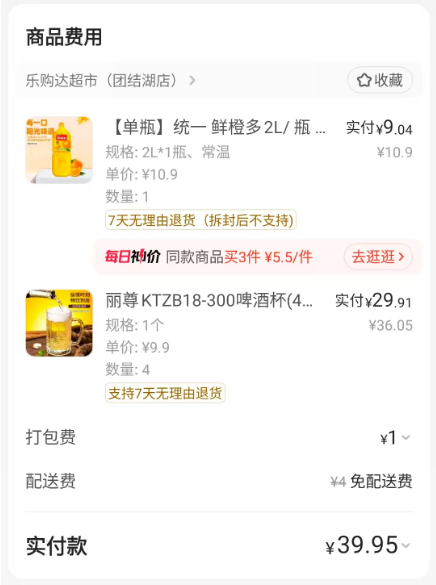 商品费用
乐购达超市（团结湖店）
收藏
【单瓶】统一 鲜橙多2L/ 瓶 ... 实付¥9.04
规格: 2L*1瓶、常温 ¥10.9
单价: ¥10.9
数量: 1
7天无理由退货（拆封后不支持)
每日神价 同款商品买3件 ¥5.5/件 去逛逛
丽尊KTZB18-300啤酒杯(4... 实付¥29.91
规格: 1个 ¥36.05
单价: ¥9.9
数量: 4
支持7天无理由退货
打包费 ¥1
配送费 ¥4 免配送费
实付款 ¥39.95